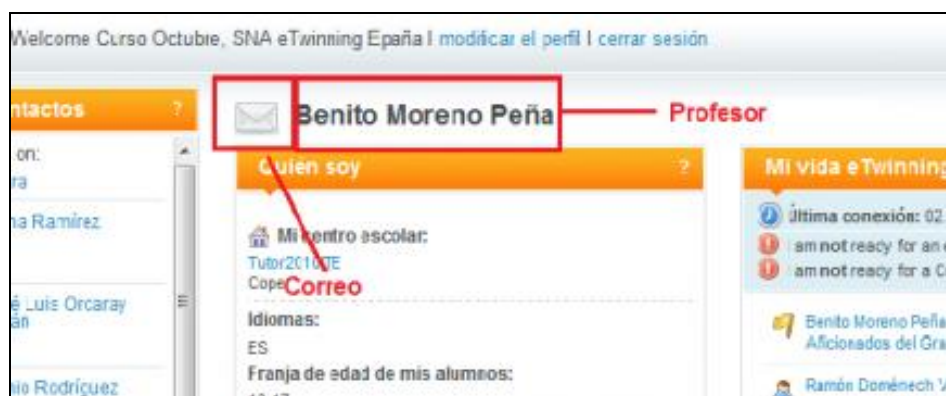 Welcome Curso Octubre, SNA eTwinning Epaña | modificar el perfil | cerrar sesión
ntactos ?
on:
ra
na Ramírez
é Luis Orcaray
án
nio Rodríguez
Benito Moreno Peña
Profesor
Quién soy ?
Mi centro escolar:
Correo
Idiomas:
ES
Franja de edad de mis alumnos:
Mi vida eTwinning
Última conexión: 02
am not ready for an
am not ready for a
Benito Moreno Peña
Aficionados del Gra
Ramón Doménech V